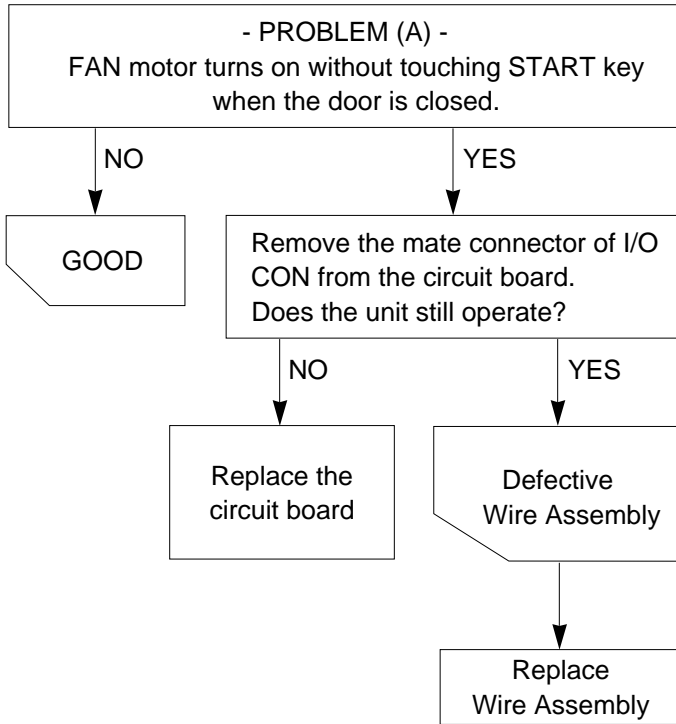 - PROBLEM (A) -
FAN motor turns on without touching START key
when the door is closed.
NO
YES
GOOD
Remove the mate connector of I/O
CON from the circuit board.
Does the unit still operate?
NO
YES
Replace the
circuit board
Defective
Wire Assembly
Replace
Wire Assembly